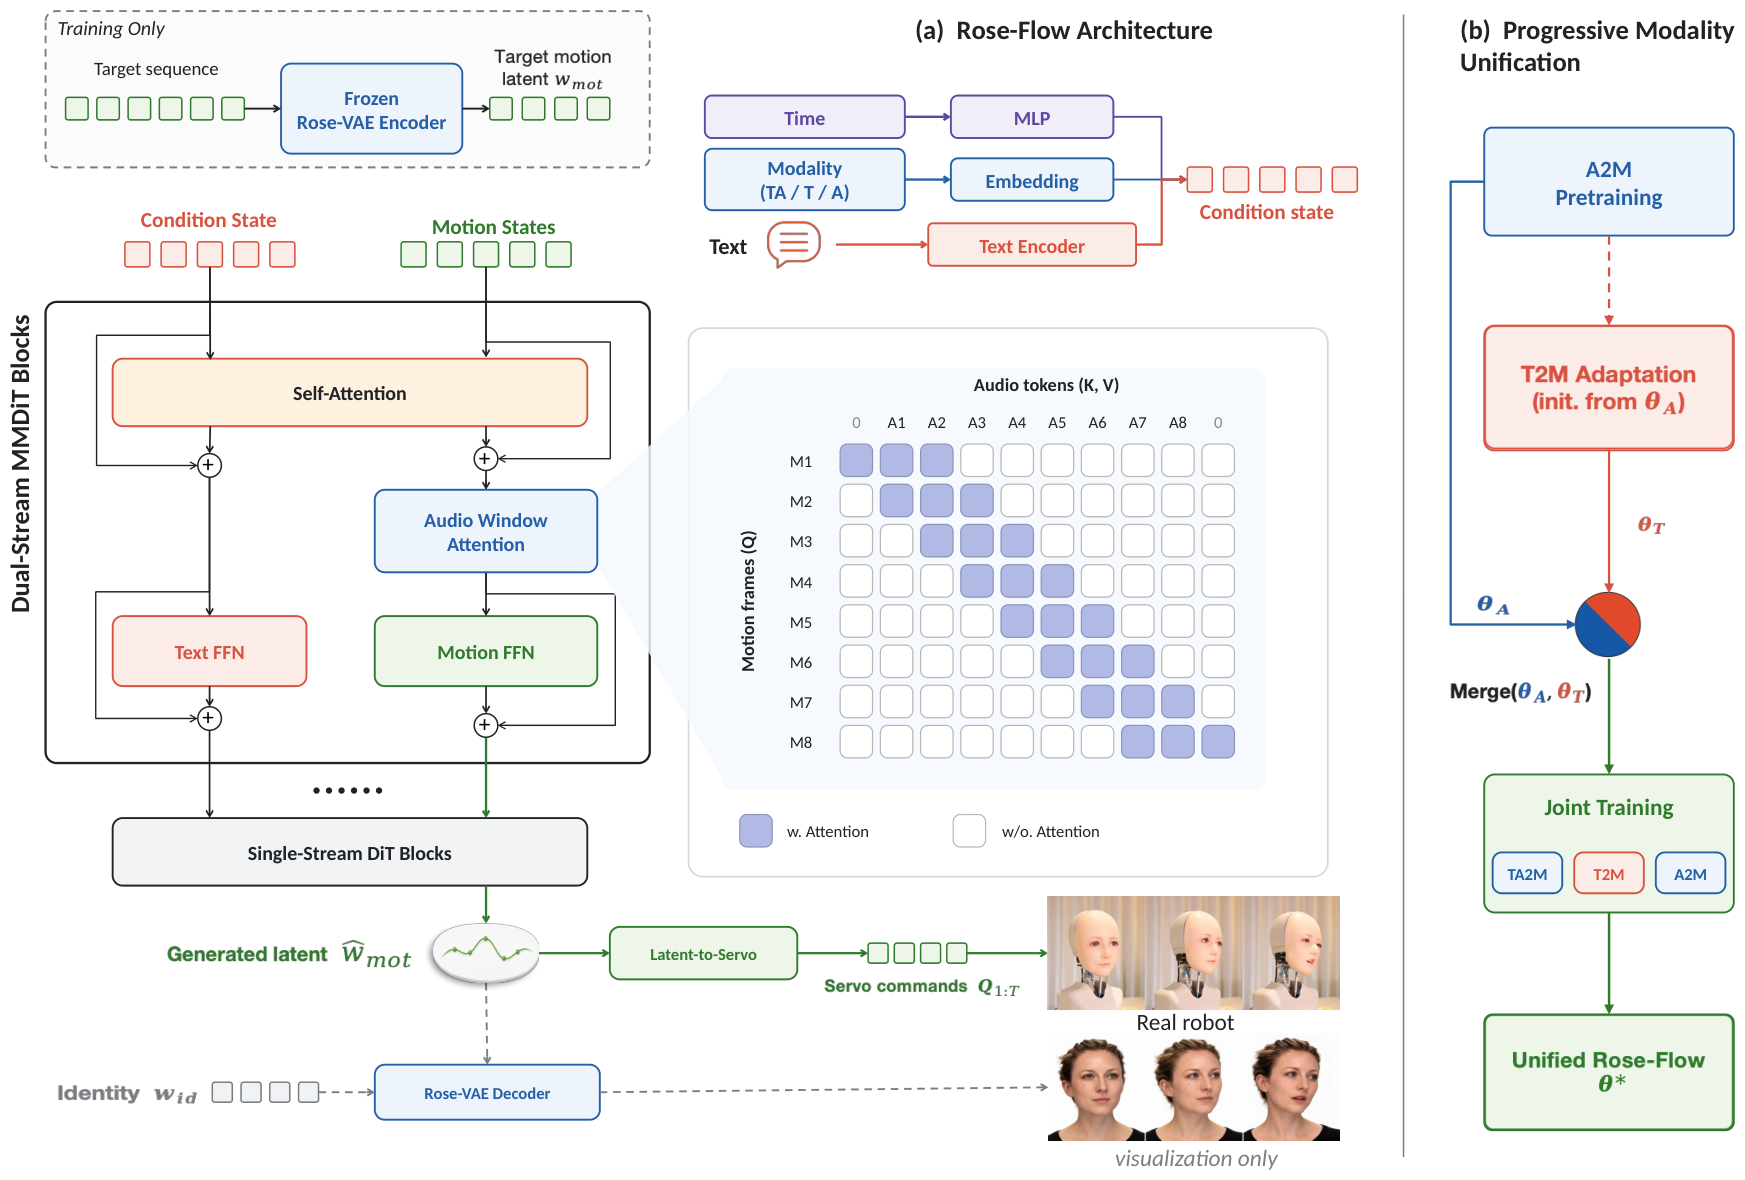 Training Only
Target sequence
Frozen
Rose-VAE Encoder
Target motion
latent w_mot
(a) Rose-Flow Architecture
Time
MLP
Modality
(TA / T / A)
Embedding
Text
Text Encoder
Condition state
Condition State
Motion States
Dual-Stream MMDiT Blocks
Self-Attention
+
+
Audio Window
Attention
Text FFN
Motion FFN
+
+
......
Single-Stream DiT Blocks
Audio tokens (K, V)
0 A1 A2 A3 A4 A5 A6 A7 A8 0
Motion frames (Q)
M1
M2
M3
M4
M5
M6
M7
M8
w. Attention
w/o. Attention
Generated latent ŵ_mot
Latent-to-Servo
Servo commands Q_1:T
Real robot
Identity w_id
Rose-VAE Decoder
visualization only
(b) Progressive Modality
Unification
A2M
Pretraining
T2M Adaptation
(init. from θ_A)
θ_T
θ_A
Merge(θ_A, θ_T)
Joint Training
TA2M
T2M
A2M
Unified Rose-Flow
θ*